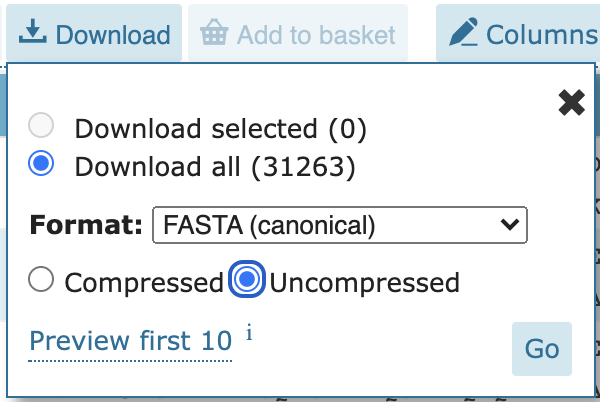 Download Add to basket Columns
Download selected (0)
Download all (31263)
Format: FASTA (canonical)
Compressed Uncompressed
Preview first 10 i
Go